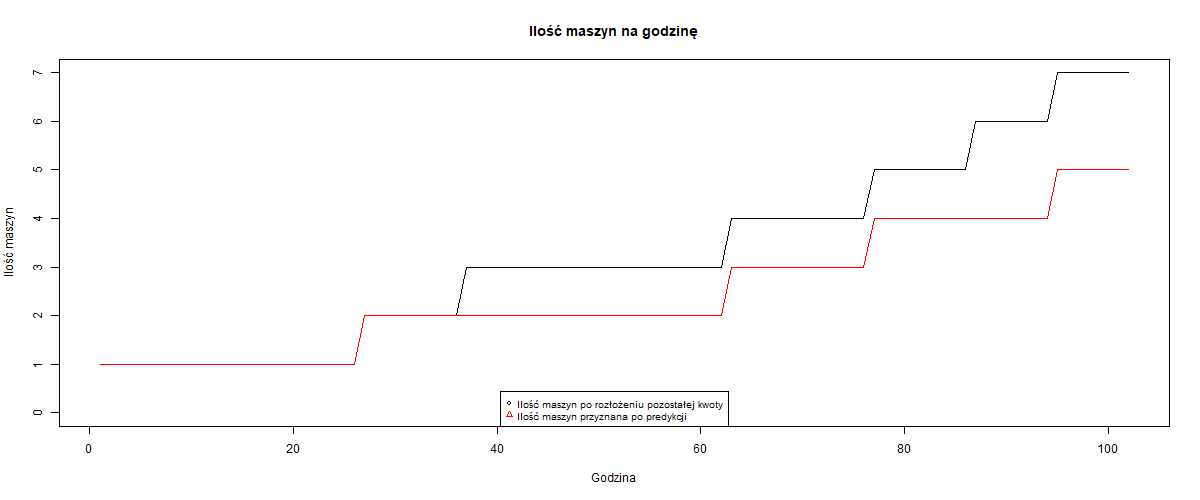 Ilość maszyn na godzinę
7
6
5
4
3
2
1
0
Ilość maszyn
Ilość maszyn po rozłożeniu pozostałej kwoty
Ilość maszyn przyznana po predykcji
0 20 40 60 80 100
Godzina